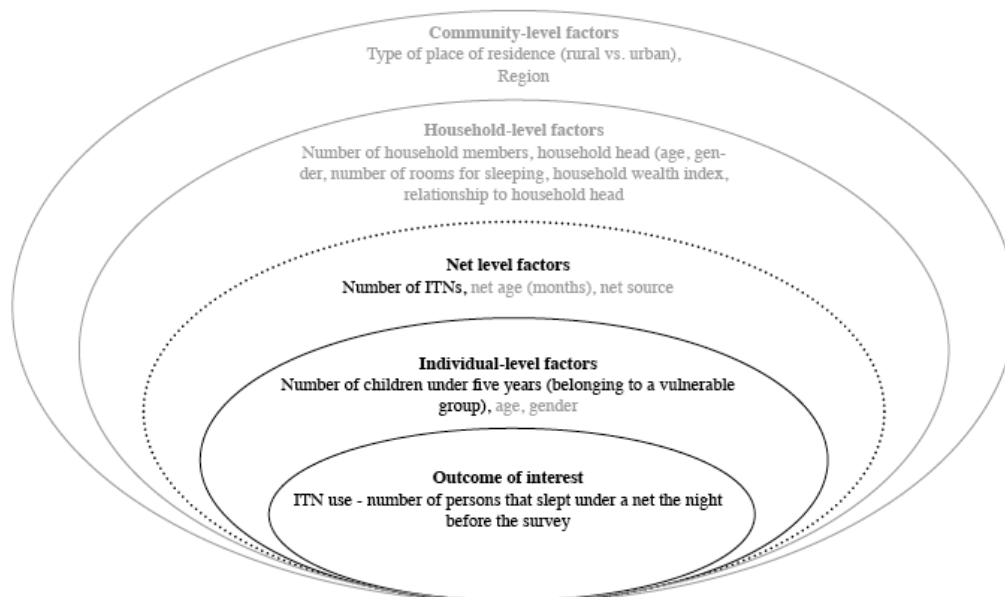 Community-level factors
Type of place of residence (rural vs. urban),
Region
Household-level factors
Number of household members, household head (age, gen-
der, number of rooms for sleeping, household wealth index,
relationship to household head
Net level factors
Number of ITNs, net age (months), net source
Individual-level factors
Number of children under five years (belonging to a vulnerable
group), age, gender
Outcome of interest
ITN use - number of persons that slept under a net the night
before the survey